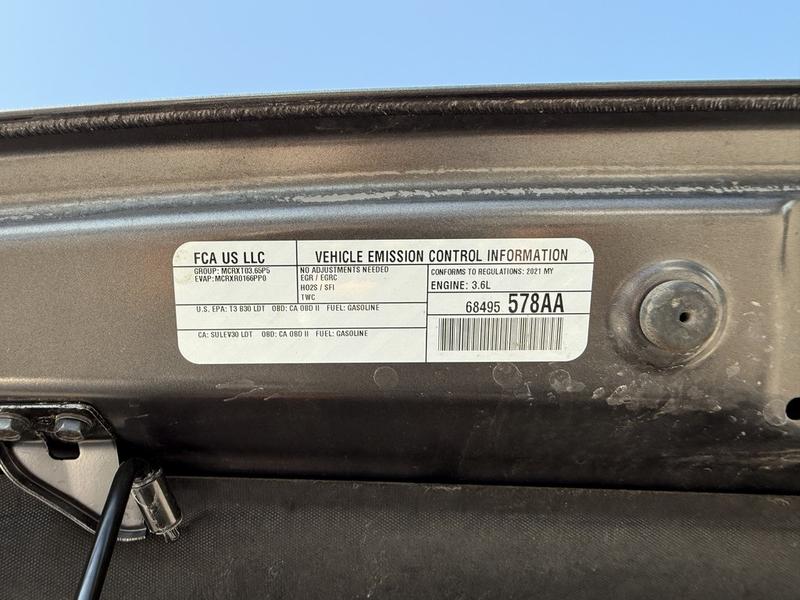 FCA US LLC
VEHICLE EMISSION CONTROL INFORMATION
GROUP: MCRXT03.65P5
EVAP: MCRXR0166PP0
NO ADJUSTMENTS NEEDED
EGR / EGRC
HO2S / SFI
TWC
CONFORMS TO REGULATIONS: 2021 MY
ENGINE: 3.6L
U.S. EPA: T3 B30 LDT OBD: CA OBD II FUEL: GASOLINE
68495 578AA
CA: SULEV30 LDT OBD: CA OBD II FUEL: GASOLINE